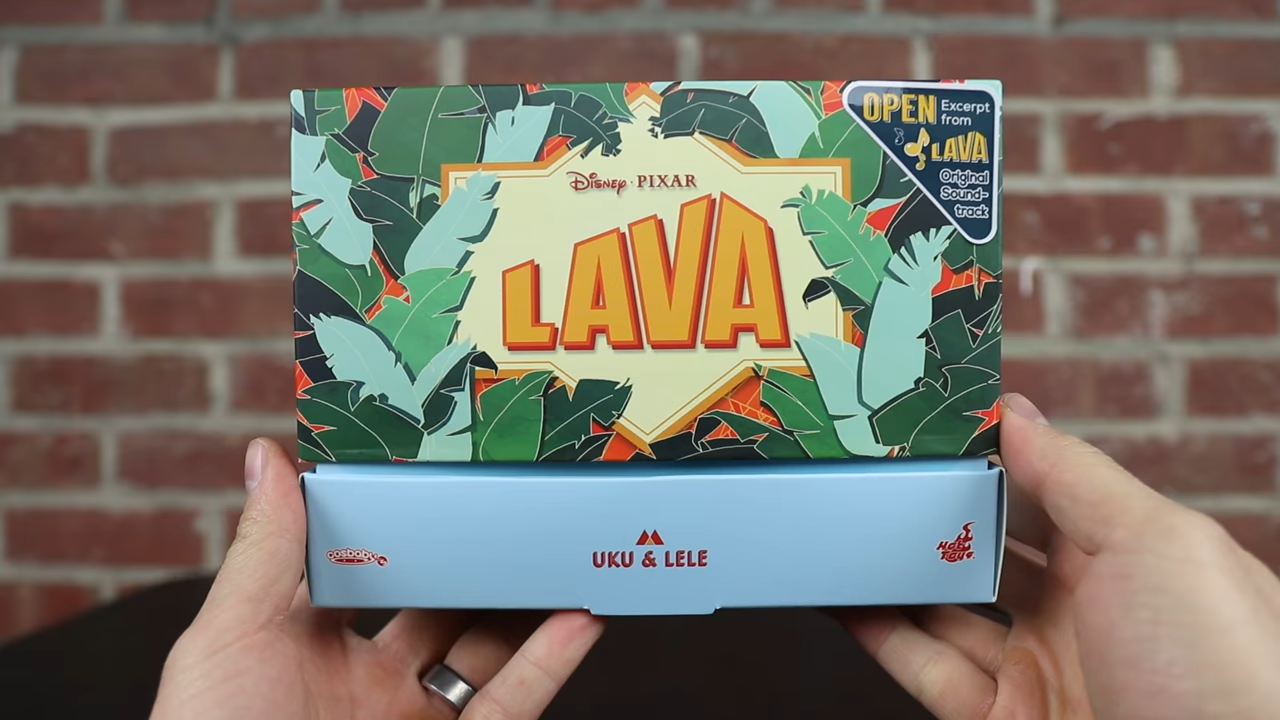 Disney · PIXAR
LAVA
OPEN Excerpt
from
LAVA
Original
Sound-
track
cosbaby
UKU & LELE
Hot Toys